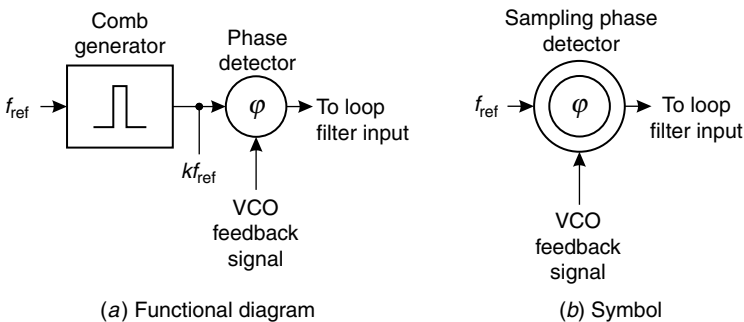 Comb
generator
Phase
detector
f_ref
φ
To loop
filter input
kf_ref
VCO
feedback
signal
(a) Functional diagram
Sampling phase
detector
f_ref
φ
To loop
filter input
VCO
feedback
signal
(b) Symbol